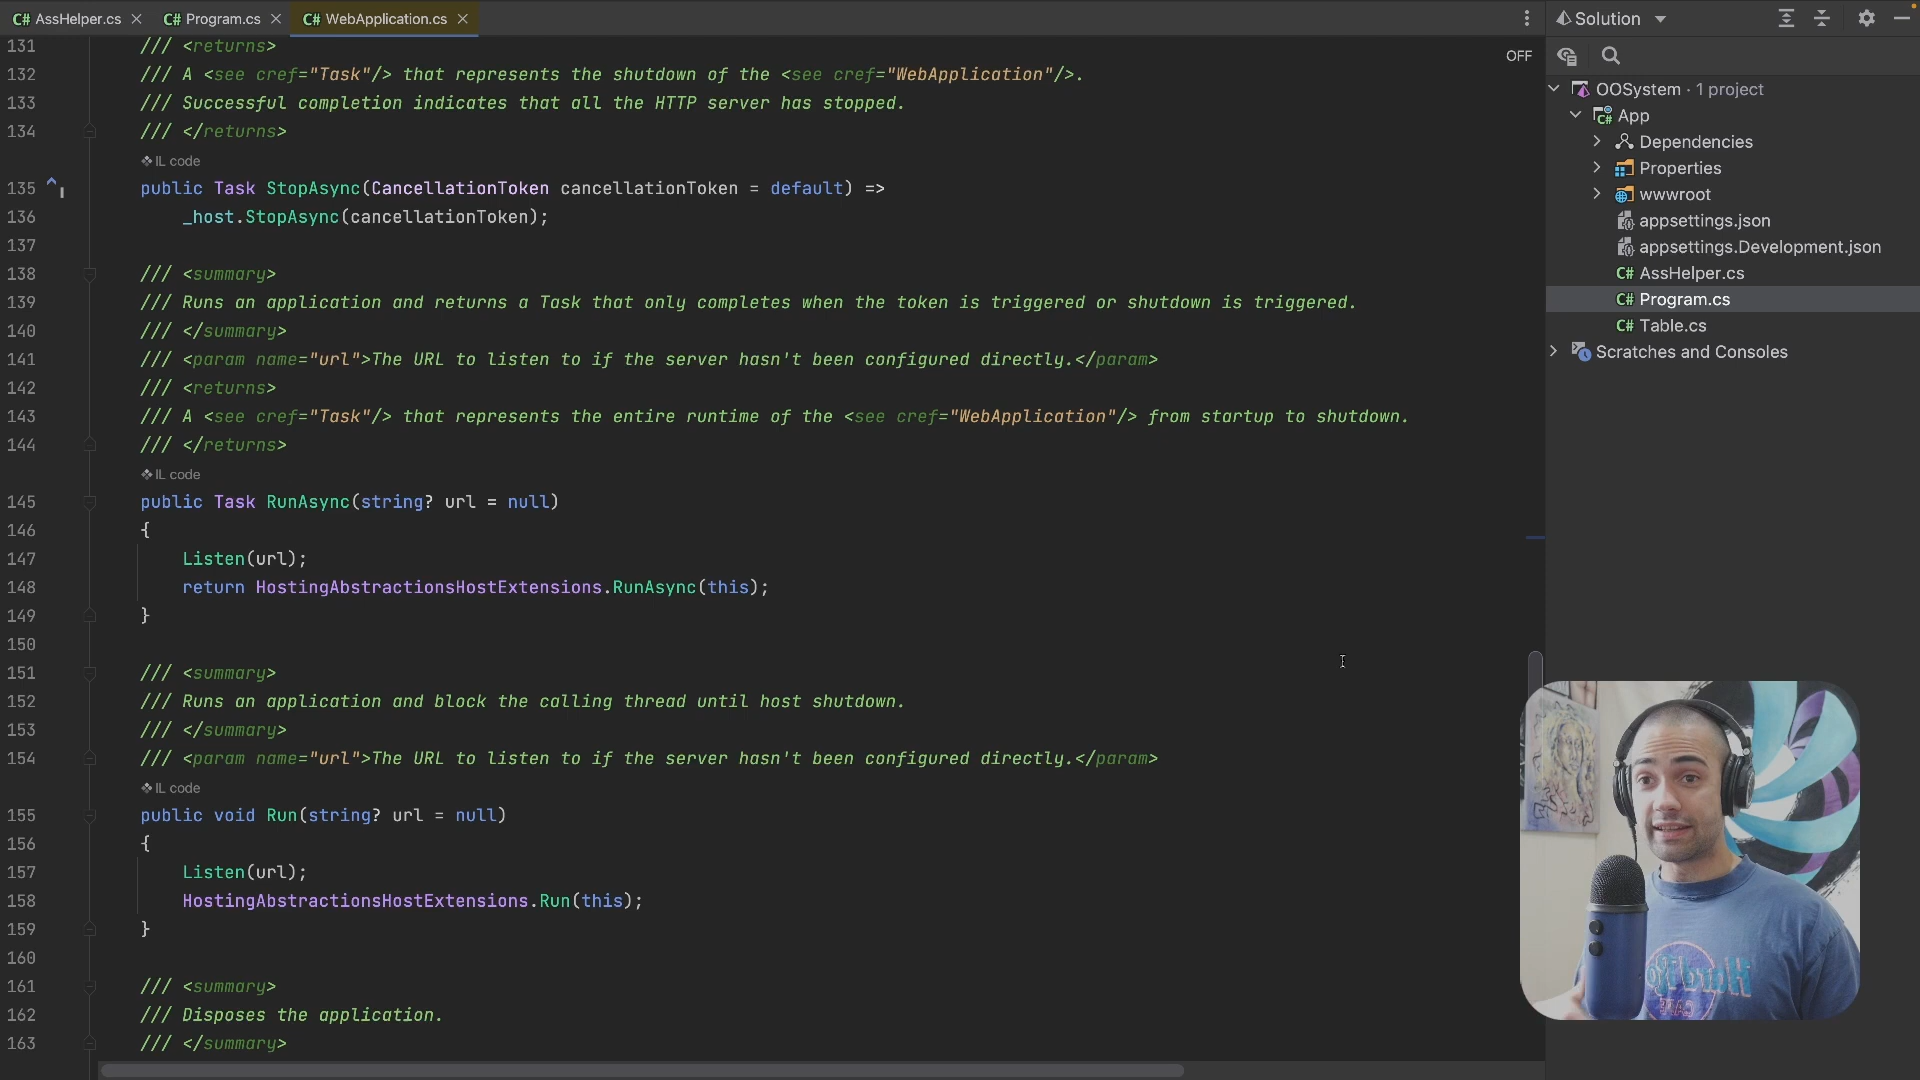 C# AssHelper.cs
C# Program.cs
C# WebApplication.cs
Solution
OFF
131 /// <returns>
132 /// A <see cref="Task"/> that represents the shutdown of the <see cref="WebApplication"/>.
133 /// Successful completion indicates that all the HTTP server has stopped.
134 /// </returns>
IL code
135 public Task StopAsync(CancellationToken cancellationToken = default) =>
136 _host.StopAsync(cancellationToken);
137
138 /// <summary>
139 /// Runs an application and returns a Task that only completes when the token is triggered or shutdown is triggered.
140 /// </summary>
141 /// <param name="url">The URL to listen to if the server hasn't been configured directly.</param>
142 /// <returns>
143 /// A <see cref="Task"/> that represents the entire runtime of the <see cref="WebApplication"/> from startup to shutdown.
144 /// </returns>
IL code
145 public Task RunAsync(string? url = null)
146 {
147 Listen(url);
148 return HostingAbstractionsHostExtensions.RunAsync(this);
149 }
150
151 /// <summary>
152 /// Runs an application and block the calling thread until host shutdown.
153 /// </summary>
154 /// <param name="url">The URL to listen to if the server hasn't been configured directly.</param>
IL code
155 public void Run(string? url = null)
156 {
157 Listen(url);
158 HostingAbstractionsHostExtensions.Run(this);
159 }
160
161 /// <summary>
162 /// Disposes the application.
163 /// </summary>
OOSystem · 1 project
C# App
Dependencies
Properties
wwwroot
appsettings.json
appsettings.Development.json
C# AssHelper.cs
C# Program.cs
C# Table.cs
Scratches and Consoles